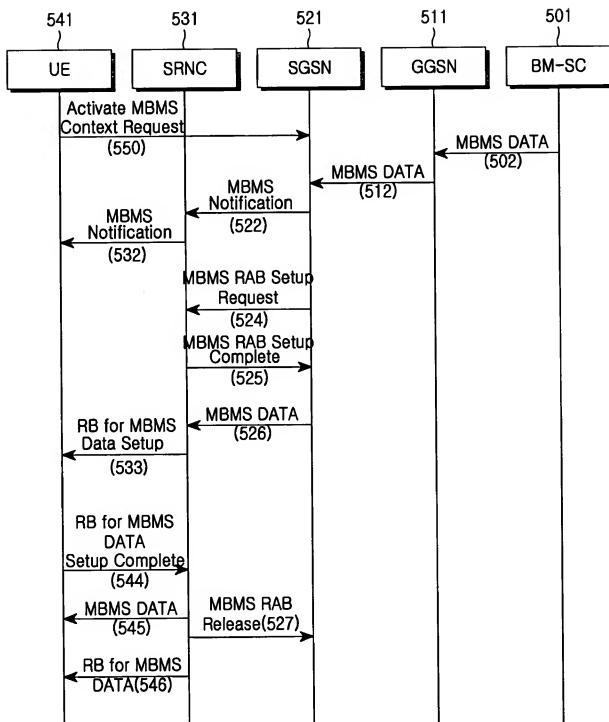 541 531 521 511 501
UE SRNC SGSN GGSN BM-SC
Activate MBMS
Context Request
(550)
MBMS DATA
(502)
MBMS DATA
(512)
MBMS
Notification
(522)
MBMS
Notification
(532)
MBMS RAB Setup
Request
(524)
MBMS RAB Setup
Complete
(525)
MBMS DATA
(526)
RB for MBMS
Data Setup
(533)
RB for MBMS
DATA
Setup Complete
(544)
MBMS DATA
(545)
MBMS RAB
Release(527)
RB for MBMS
DATA(546)